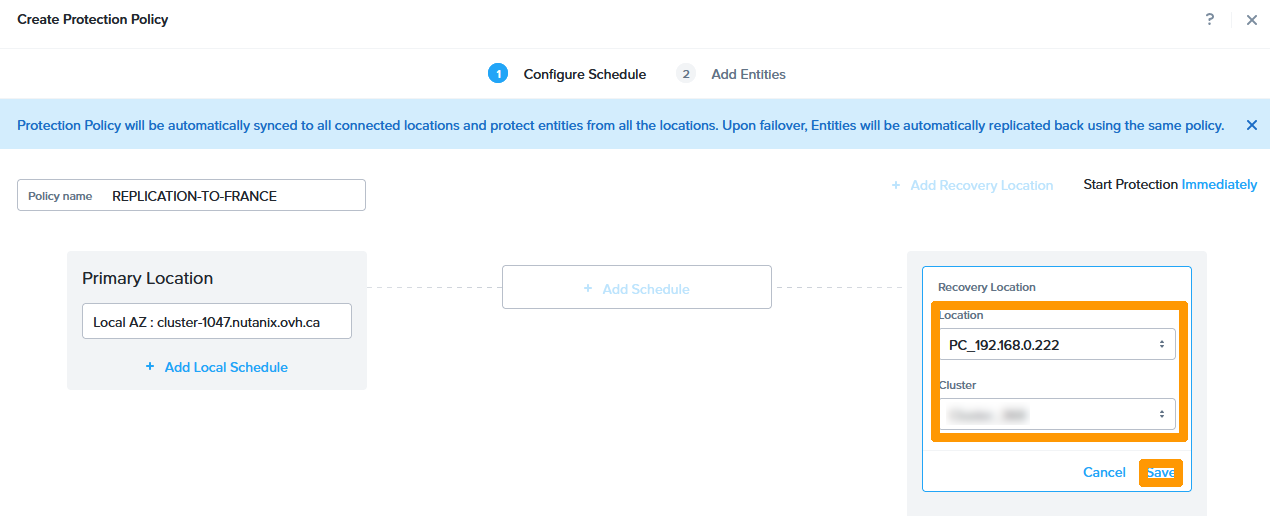 Create Protection Policy
?
1 Configure Schedule 2 Add Entities
Protection Policy will be automatically synced to all connected locations and protect entities from all the locations. Upon failover, Entities will be automatically replicated back using the same policy.
Policy name REPLICATION-TO-FRANCE
+ Add Recovery Location Start Protection Immediately
Primary Location
Local AZ : cluster-1047.nutanix.ovh.ca
+ Add Local Schedule
+ Add Schedule
Recovery Location
Location
PC_192.168.0.222
Cluster
Cancel Save